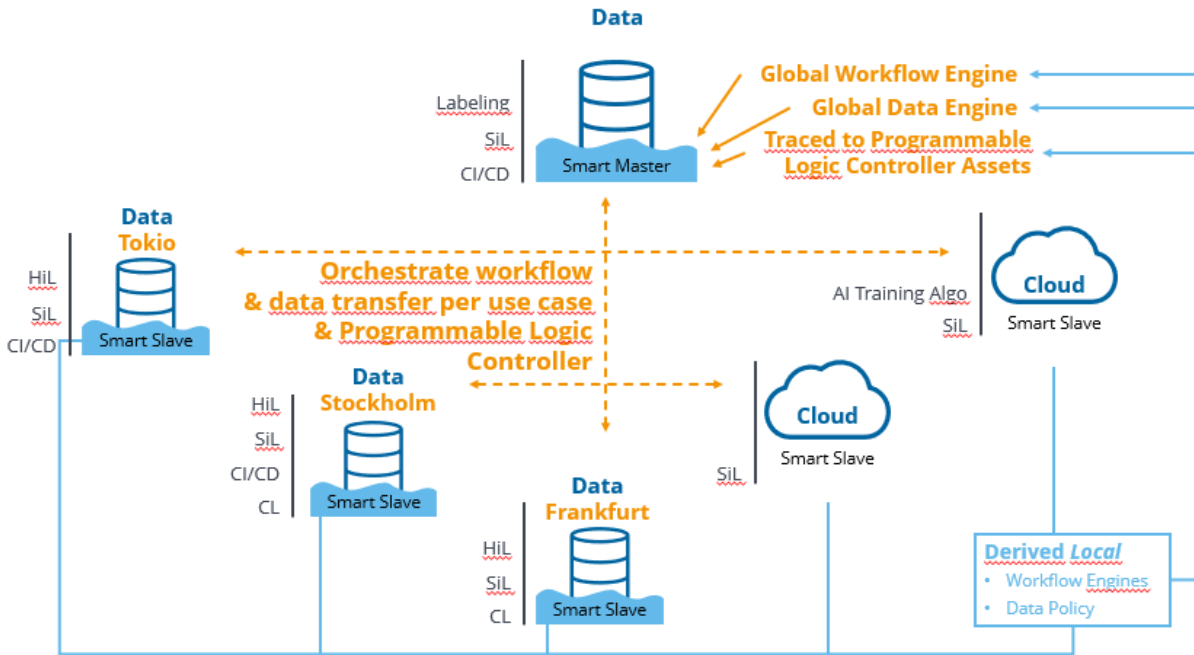 Data
Labeling
SiL
CI/CD
Smart Master
Global Workflow Engine
Global Data Engine
Traced to Programmable
Logic Controller Assets
Data
Tokio
HiL
SiL
CI/CD
Smart Slave
Orchestrate workflow
& data transfer per use case
& Programmable Logic
Controller
AI Training Algo
SiL
Cloud
Smart Slave
Data
Stockholm
HiL
SiL
CI/CD
CL
Smart Slave
Cloud
Smart Slave
SiL
Data
Frankfurt
HiL
SiL
CL
Smart Slave
Derived Local
• Workflow Engines
• Data Policy